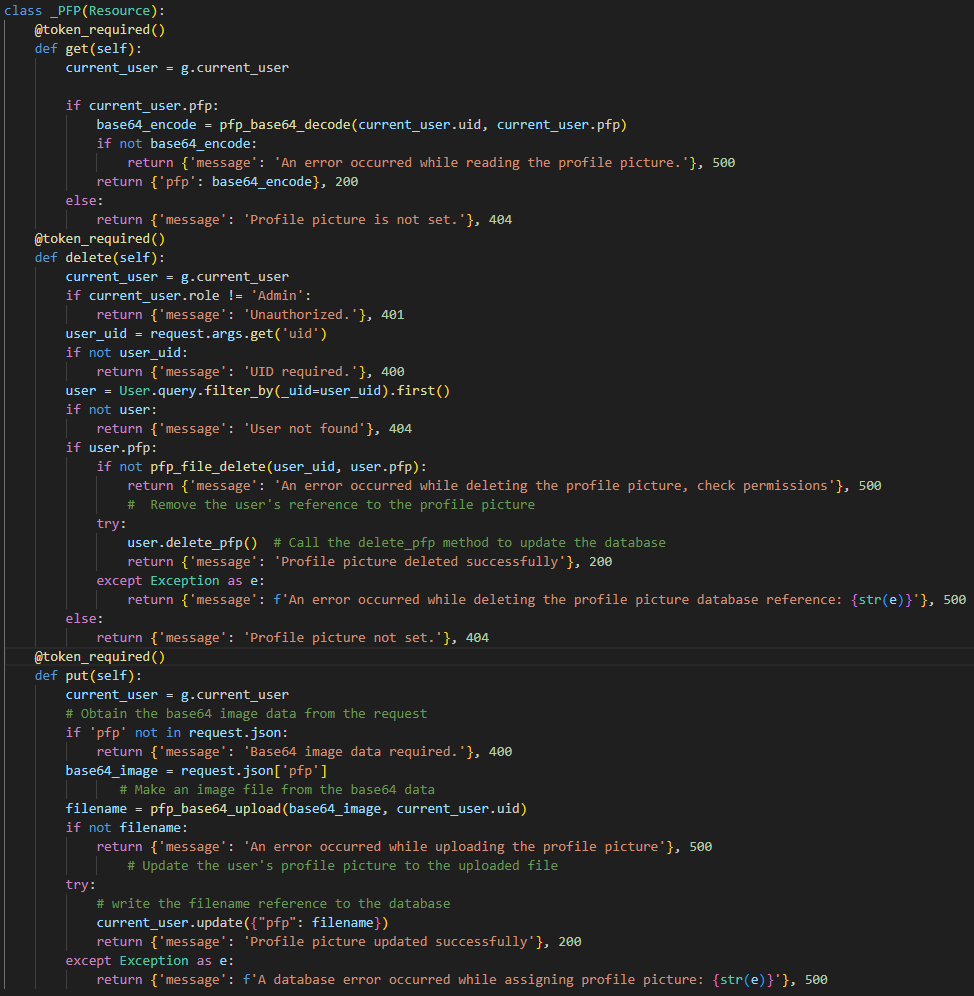 class _PFP(Resource):
    @token_required()
    def get(self):
        current_user = g.current_user

        if current_user.pfp:
            base64_encode = pfp_base64_decode(current_user.uid, current_user.pfp)
            if not base64_encode:
                return {'message': 'An error occurred while reading the profile picture.'}, 500
            return {'pfp': base64_encode}, 200
        else:
            return {'message': 'Profile picture is not set.'}, 404
    @token_required()
    def delete(self):
        current_user = g.current_user
        if current_user.role != 'Admin':
            return {'message': 'Unauthorized.'}, 401
        user_uid = request.args.get('uid')
        if not user_uid:
            return {'message': 'UID required.'}, 400
        user = User.query.filter_by(_uid=user_uid).first()
        if not user:
            return {'message': 'User not found'}, 404
        if user.pfp:
            if not pfp_file_delete(user_uid, user.pfp):
                return {'message': 'An error occurred while deleting the profile picture, check permissions'}, 500
                #  Remove the user's reference to the profile picture
            try:
                user.delete_pfp()  # Call the delete_pfp method to update the database
                return {'message': 'Profile picture deleted successfully'}, 200
            except Exception as e:
                return {'message': f'An error occurred while deleting the profile picture database reference: {str(e)}'}, 500
        else:
            return {'message': 'Profile picture not set.'}, 404
    @token_required()
    def put(self):
        current_user = g.current_user
        # Obtain the base64 image data from the request
        if 'pfp' not in request.json:
            return {'message': 'Base64 image data required.'}, 400
        base64_image = request.json['pfp']
               # Make an image file from the base64 data
        filename = pfp_base64_upload(base64_image, current_user.uid)
        if not filename:
            return {'message': 'An error occurred while uploading the profile picture'}, 500
                # Update the user's profile picture to the uploaded file
        try:
            # write the filename reference to the database
            current_user.update({"pfp": filename})
            return {'message': 'Profile picture updated successfully'}, 200
        except Exception as e:
            return {'message': f'A database error occurred while assigning profile picture: {str(e)}'}, 500